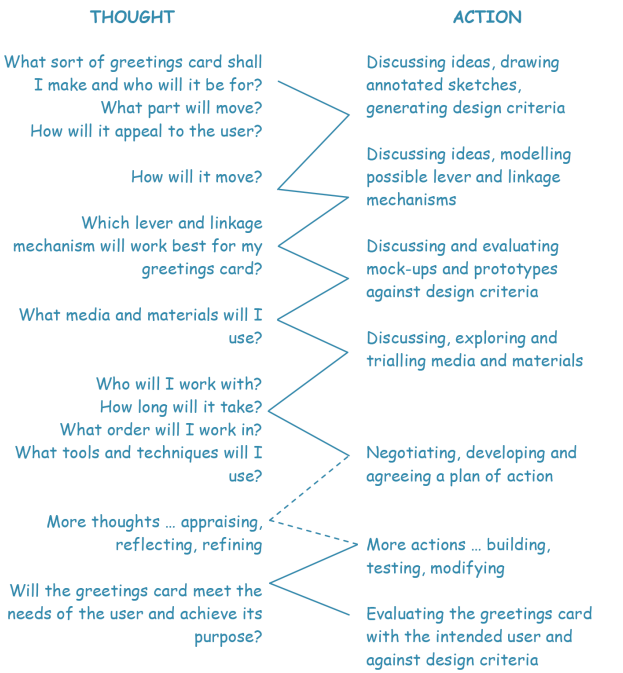 THOUGHT
ACTION
What sort of greetings card shall
I make and who will it be for?
What part will move?
How will it appeal to the user?
Discussing ideas, drawing
annotated sketches,
generating design criteria
How will it move?
Discussing ideas, modelling
possible lever and linkage
mechanisms
Which lever and linkage
mechanism will work best for my
greetings card?
Discussing and evaluating
mock-ups and prototypes
against design criteria
What media and materials will I
use?
Discussing, exploring and
trialling media and materials
Who will I work with?
How long will it take?
What order will I work in?
What tools and techniques will I
use?
Negotiating, developing and
agreeing a plan of action
More thoughts … appraising,
reflecting, refining
More actions … building,
testing, modifying
Will the greetings card meet the
needs of the user and achieve its
purpose?
Evaluating the greetings card
with the intended user and
against design criteria